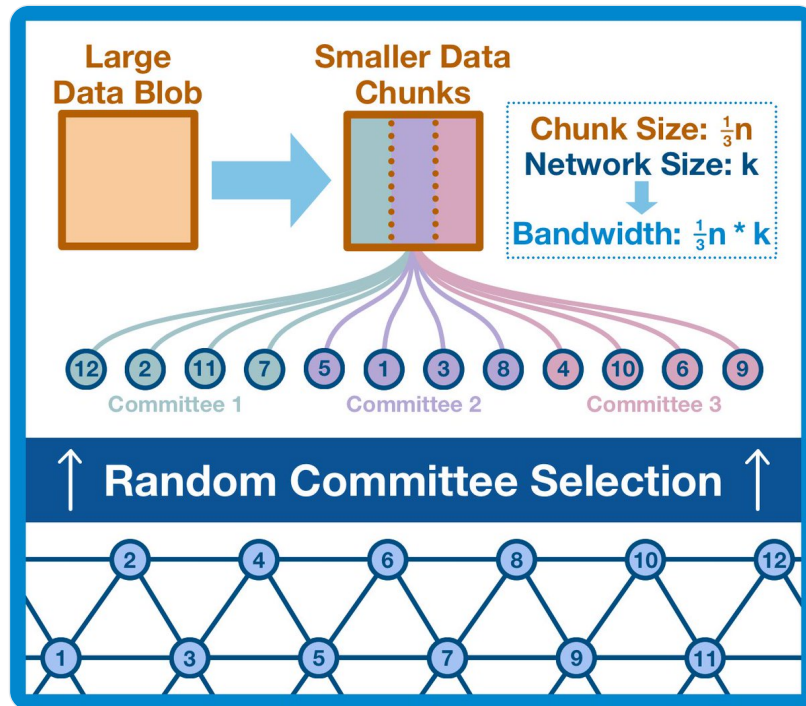 Large
Data Blob
Smaller Data
Chunks
Chunk Size: ⅓n
Network Size: k
Bandwidth: ⅓n * k
12 2 11 7 5 1 3 8 4 10 6 9
Committee 1 Committee 2 Committee 3
↑ Random Committee Selection ↑
2 4 6 8 10 12
1 3 5 7 9 11